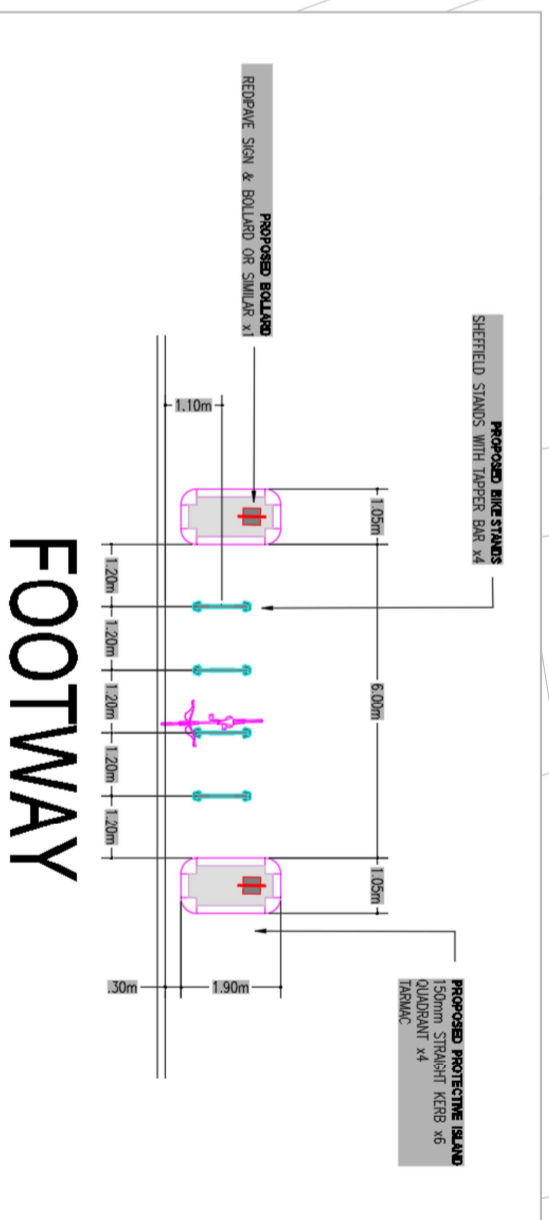 PROPOSED BIKE STANDS
SHEFFIELD STANDS WITH TAPPER BAR x4
PROPOSED PROTECTIVE ISLAND
150mm STRAIGHT KERB x6
QUADRANT x4
TARMAC
1.05m
6.00m
1.05m
PROPOSED BOLLARD
REDIPAVE SIGN & BOLLARD OR SIMILAR x1
1.10m
1.90m
.30m
1.20m
1.20m
1.20m
1.20m
1.20m
FOOTWAY